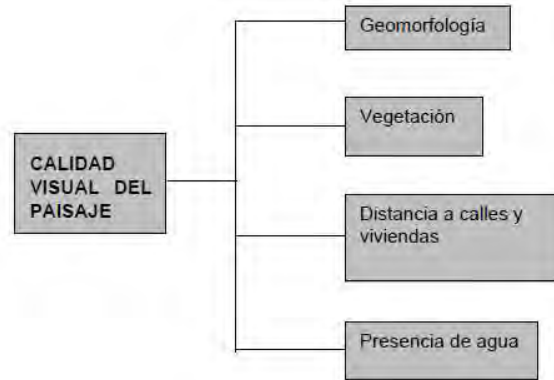 Geomorfología
Vegetación
CALIDAD
VISUAL DEL
PAISAJE
Distancia a calles y
viviendas
Presencia de agua